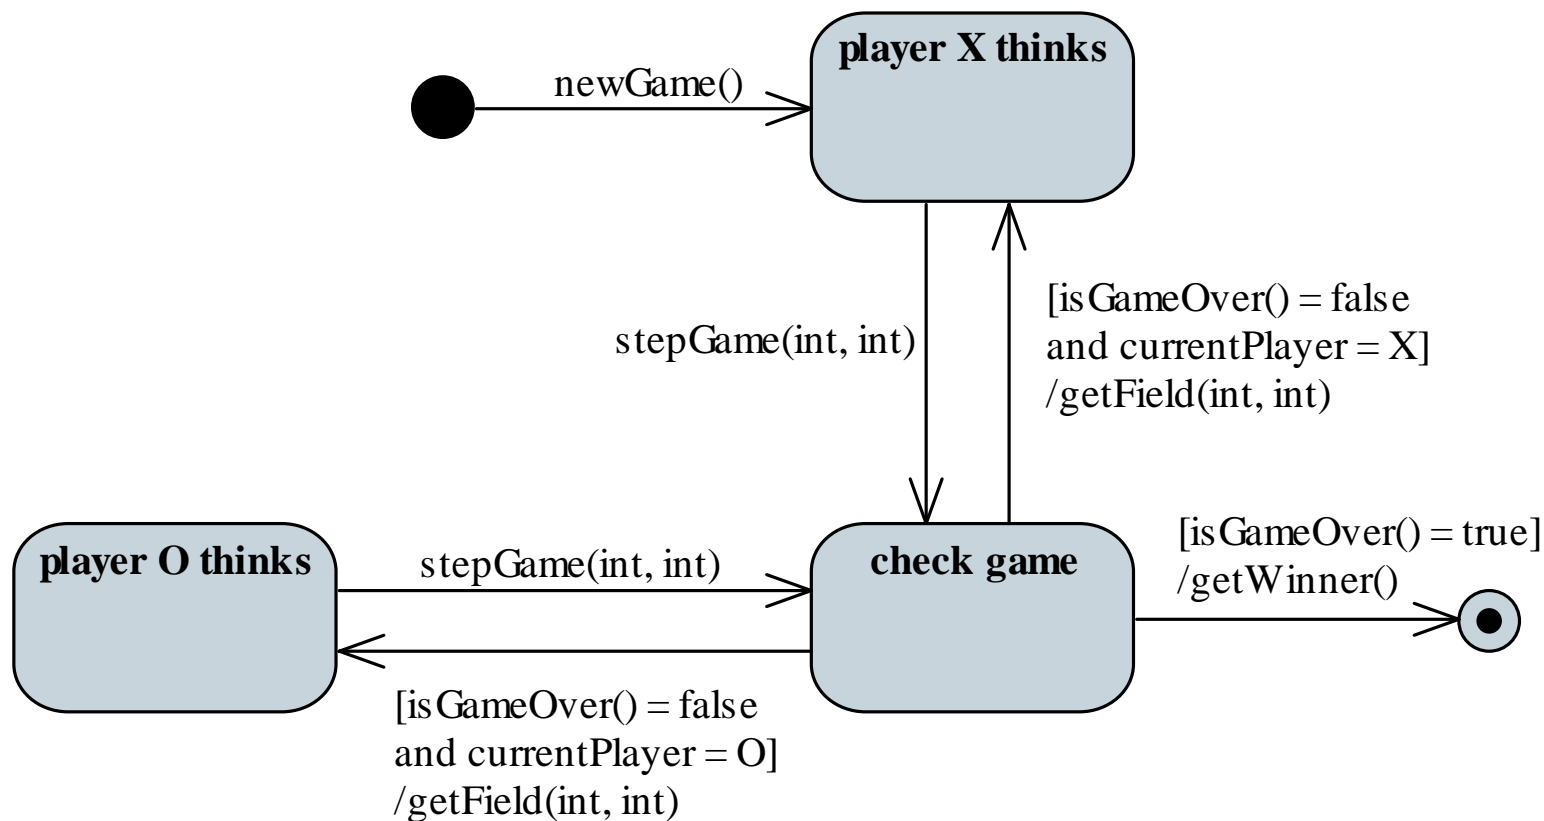 player X thinks
newGame()
[isGameOver() = false
and currentPlayer = X]
/getField(int, int)
stepGame(int, int)
player O thinks
stepGame(int, int)
check game
[isGameOver() = true]
/getWinner()
[isGameOver() = false
and currentPlayer = O]
/getField(int, int)